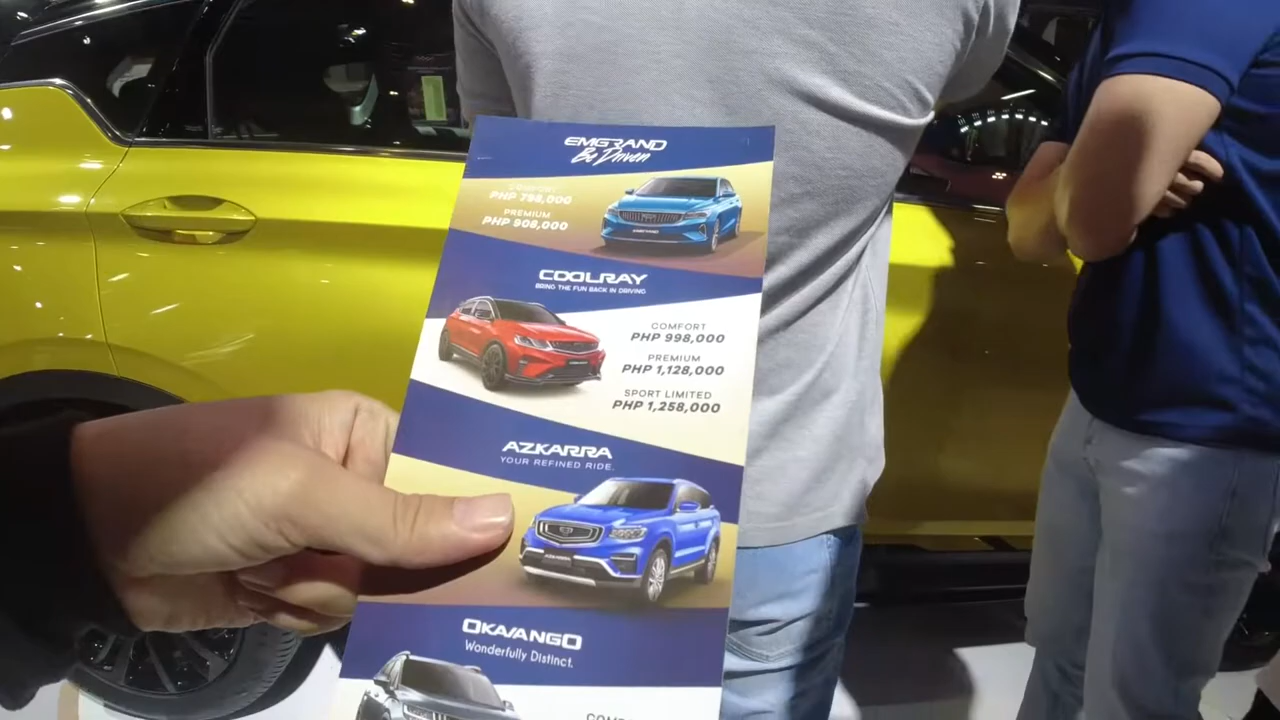 EMGRAND
Be Driven
COMFORT
PHP 798,000
PREMIUM
PHP 908,000
COOLRAY
BRING THE FUN BACK IN DRIVING
COMFORT
PHP 998,000
PREMIUM
PHP 1,128,000
SPORT LIMITED
PHP 1,258,000
AZKARRA
YOUR REFINED RIDE.
AZKARRA
OKAVANGO
Wonderfully Distinct.